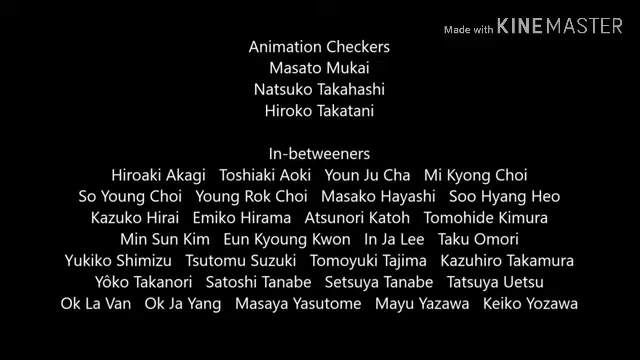 Made with KINEMASTER
Animation Checkers
Masato Mukai
Natsuko Takahashi
Hiroko Takatani
In-betweeners
Hiroaki Akagi Toshiaki Aoki Youn Ju Cha Mi Kyong Choi
So Young Choi Young Rok Choi Masako Hayashi Soo Hyang Heo
Kazuko Hirai Emiko Hirama Atsunori Katoh Tomohide Kimura
Min Sun Kim Eun Kyoung Kwon In Ja Lee Taku Omori
Yukiko Shimizu Tsutomu Suzuki Tomoyuki Tajima Kazuhiro Takamura
Yôko Takanori Satoshi Tanabe Setsuya Tanabe Tatsuya Uetsu
Ok La Van Ok Ja Yang Masaya Yasutome Mayu Yazawa Keiko Yozawa